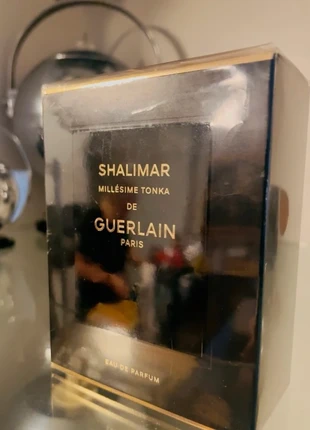 SHALIMAR
MILLÉSIME TONKA
DE
GUERLAIN
PARIS
EAU DE PARFUM